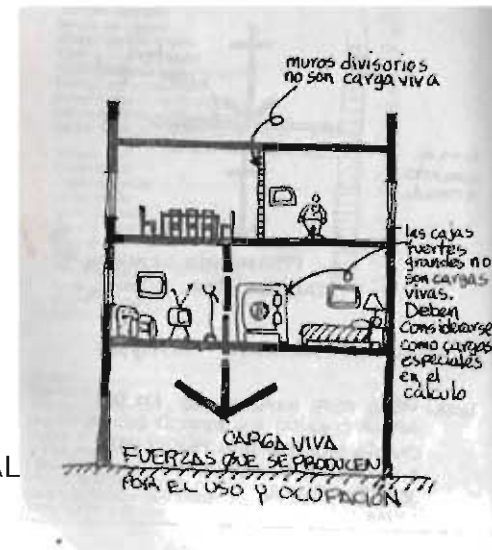 muros divisorios
no son carga viva
las cajas
fuertes
grandes no
son cargas
vivas.
Deben
considerarse
como cargas
especiales
en el
cálculo
CARGA VIVA
FUERZAS QUE SE PRODUCEN
POR EL USO Y OCUPACIÓN
AL